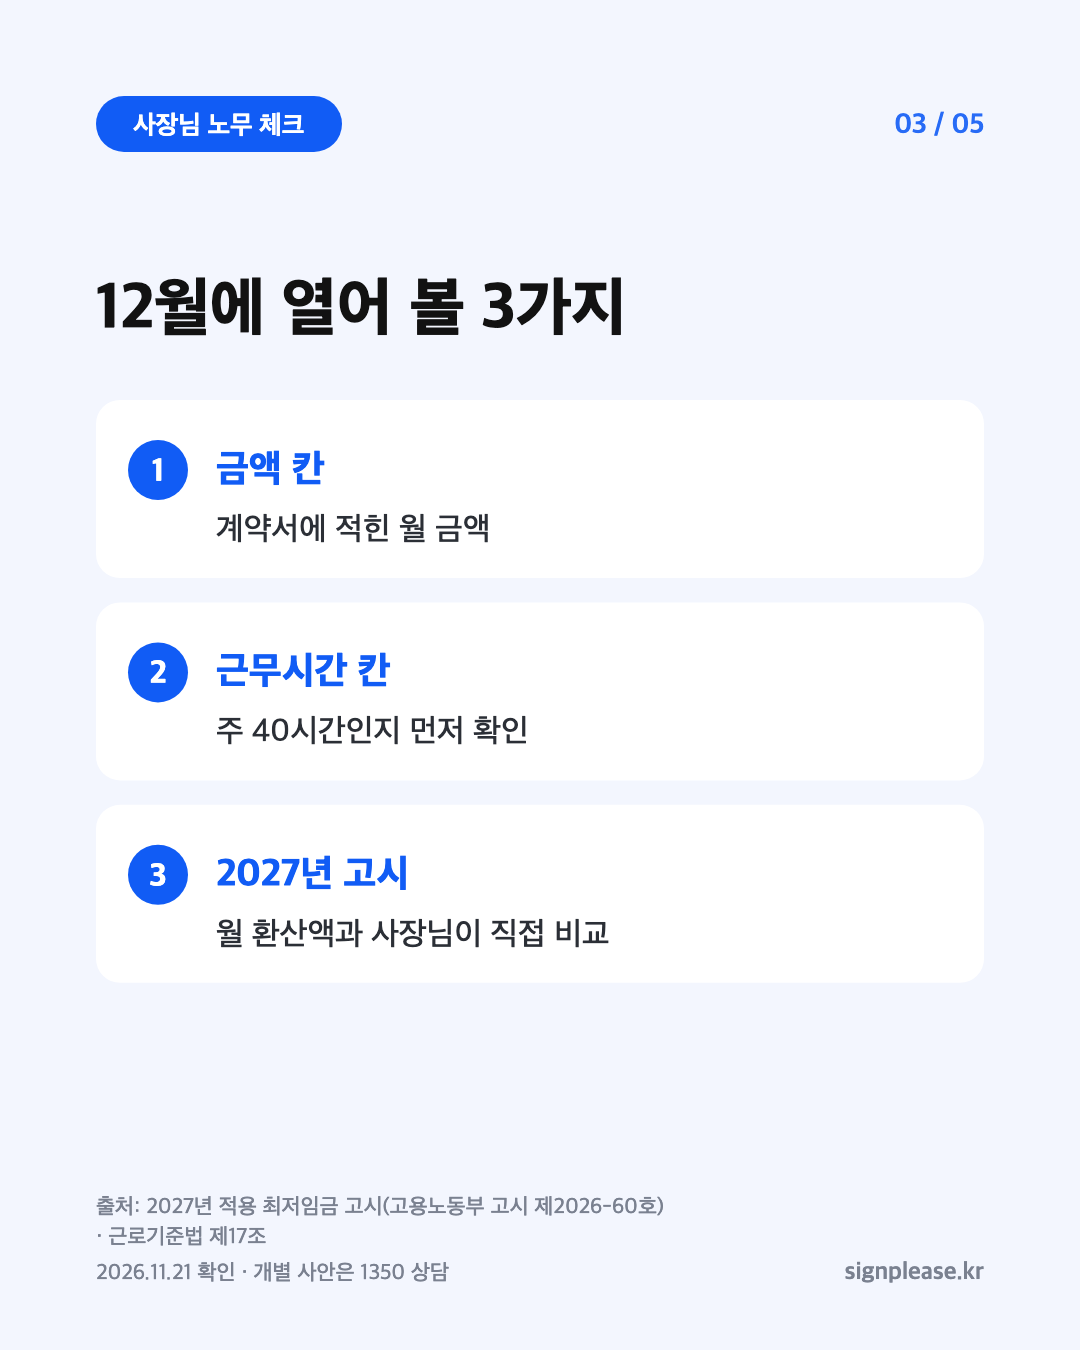 사장님 노무 체크
03 / 05
12월에 열어 볼 3가지
1
금액 칸
계약서에 적힌 월 금액
2
근무시간 칸
주 40시간인지 먼저 확인
3
2027년 고시
월 환산액과 사장님이 직접 비교
출처: 2027년 적용 최저임금 고시(고용노동부 고시 제2026-60호)
· 근로기준법 제17조
2026.11.21 확인 · 개별 사안은 1350 상담
signplease.kr